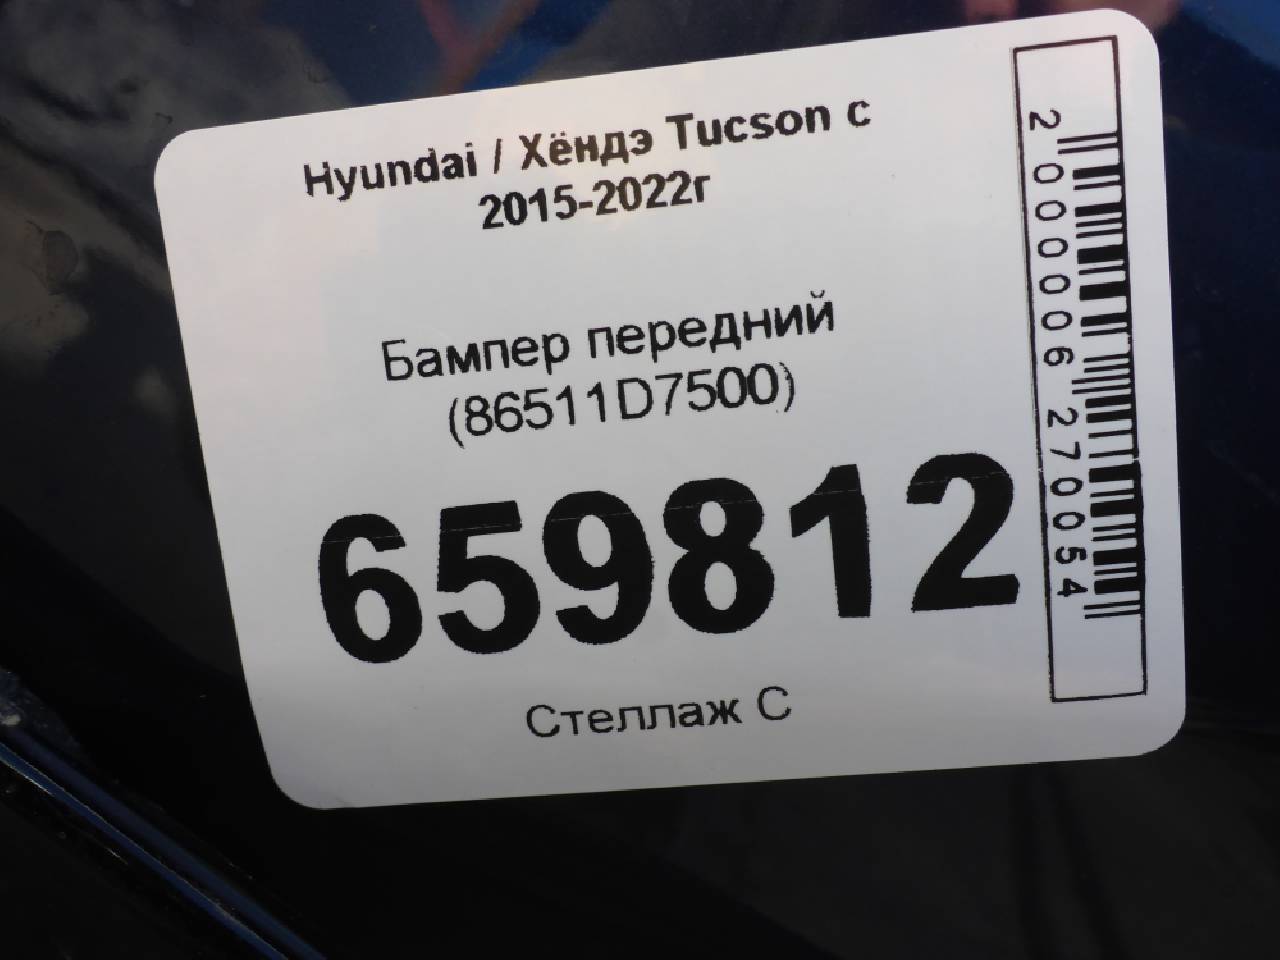 Hyundai / Хёндэ Tucson с
2015-2022г
Бампер передний
(86511D7500)
659812
Стеллаж С
2000006270054